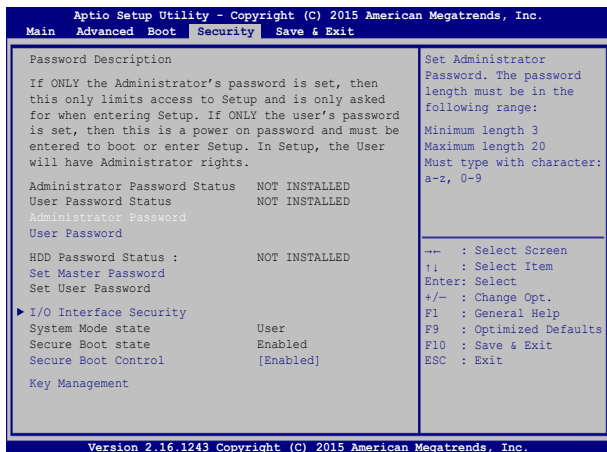 Aptio Setup Utility - Copyright (C) 2015 American Megatrends, Inc.
Main Advanced Boot Security Save & Exit
Password Description
If ONLY the Administrator's password is set, then
this only limits access to Setup and is only asked
for when entering Setup. If ONLY the user's password
is set, then this is a power on password and must be
entered to boot or enter Setup. In Setup, the User
will have Administrator rights.
Administrator Password Status NOT INSTALLED
User Password Status NOT INSTALLED
Administrator Password
User Password
HDD Password Status : NOT INSTALLED
Set Master Password
Set User Password
I/O Interface Security
System Mode state User
Secure Boot state Enabled
Secure Boot Control [Enabled]
Key Management
Set Administrator
Password. The password
length must be in the
following range:
Minimum length 3
Maximum length 20
Must type with character:
a-z, 0-9
→← : Select Screen
↑↓ : Select Item
Enter: Select
+/— : Change Opt.
F1 : General Help
F9 : Optimized Defaults
F10 : Save & Exit
ESC : Exit
Version 2.16.1243 Copyright (C) 2015 American Megatrends, Inc.